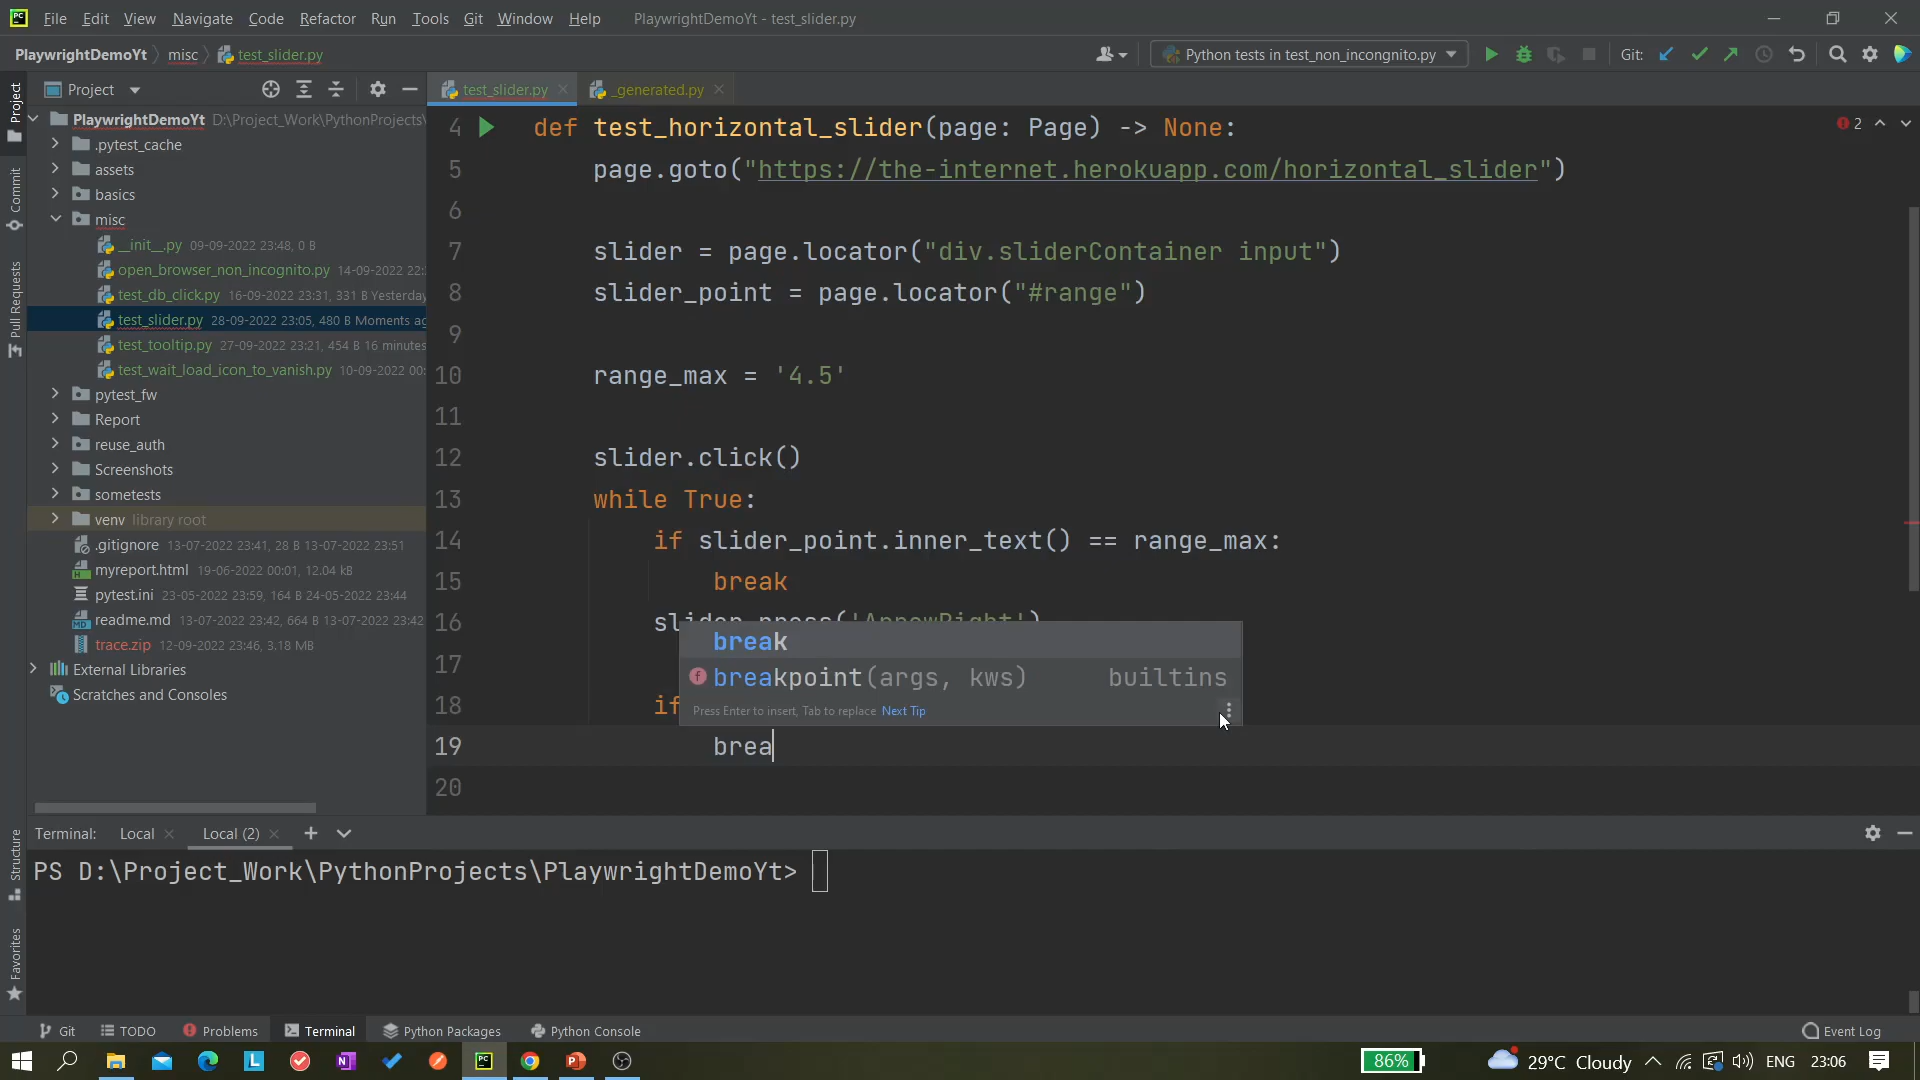 File Edit View Navigate Code Refactor Run Tools Git Window Help PlaywrightDemoYt - test_slider.py
PlaywrightDemoYt misc test_slider.py Python tests in test_non_incongnito.py Git:
Project test_slider.py _generated.py
Project
Commit
Pull Requests
Structure
Favorites
PlaywrightDemoYt D:\Project_Work\PythonProjects\
.pytest_cache
assets
basics
misc
__init__.py 09-09-2022 23:48, 0 B
open_browser_non_incognito.py 14-09-2022 22:
test_db_click.py 16-09-2022 23:31, 331 B Yesterday
test_slider.py 28-09-2022 23:05, 480 B Moments ag
test_tooltip.py 27-09-2022 23:21, 454 B 16 minutes
test_wait_load_icon_to_vanish.py 10-09-2022 00:
pytest_fw
Report
reuse_auth
Screenshots
sometests
venv library root
.gitignore 13-07-2022 23:41, 28 B 13-07-2022 23:51
myreport.html 19-06-2022 00:01, 12.04 kB
pytest.ini 23-05-2022 23:59, 164 B 24-05-2022 23:44
readme.md 13-07-2022 23:42, 664 B 13-07-2022 23:42
trace.zip 12-09-2022 23:46, 3.18 MB
External Libraries
Scratches and Consoles
4 def test_horizontal_slider(page: Page) -> None: 2
5 page.goto("https://the-internet.herokuapp.com/horizontal_slider")
6
7 slider = page.locator("div.sliderContainer input")
8 slider_point = page.locator("#range")
9
10 range_max = '4.5'
11
12 slider.click()
13 while True:
14 if slider_point.inner_text() == range_max:
15 break
16 slider.press('ArrowRight')
break
17
breakpoint(args, kws) builtins
18 if
Press Enter to insert, Tab to replace Next Tip
19 brea
20
Terminal: Local Local (2)
PS D:\Project_Work\PythonProjects\PlaywrightDemoYt>
Git TODO Problems Terminal Python Packages Python Console Event Log
86% 29°C Cloudy ENG 23:06